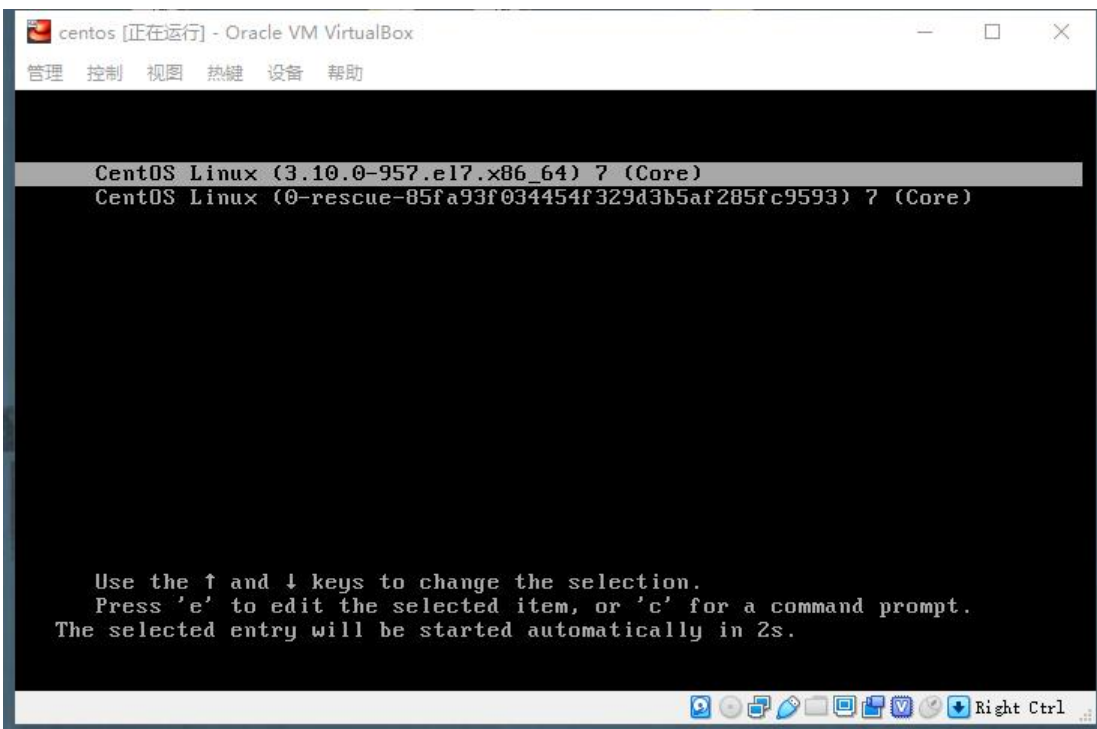 centos [正在运行] - Oracle VM VirtualBox
管理 控制 视图 热键 设备 帮助
CentOS Linux (3.10.0-957.el7.x86_64) 7 (Core)
CentOS Linux (0-rescue-85fa93f034454f329d3b5af285fc9593) 7 (Core)
Use the ↑ and ↓ keys to change the selection.
Press 'e' to edit the selected item, or 'c' for a command prompt.
The selected entry will be started automatically in 2s.
Right Ctrl